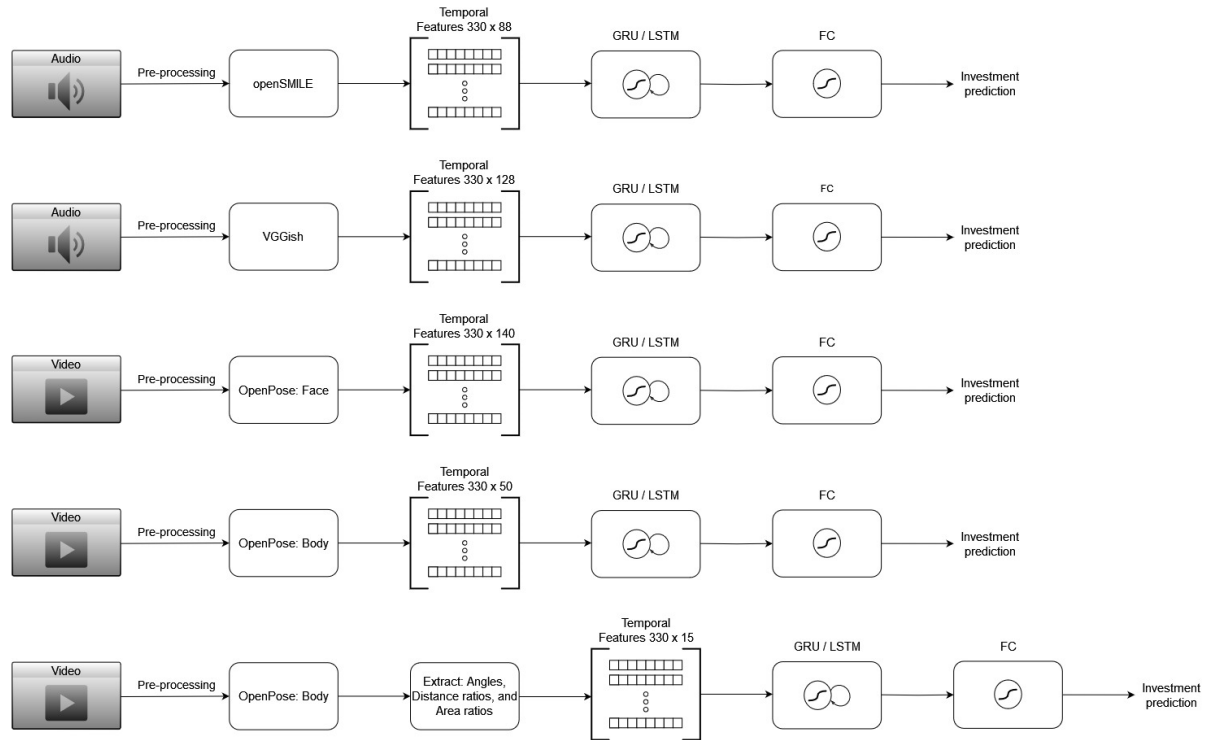 Temporal
Features 330 x 88
GRU / LSTM
FC
Audio
Pre-processing
openSMILE
Investment
prediction
Temporal
Features 330 x 128
GRU / LSTM
FC
Audio
Pre-processing
VGGish
Investment
prediction
Temporal
Features 330 x 140
GRU / LSTM
FC
Video
Pre-processing
OpenPose: Face
Investment
prediction
Temporal
Features 330 x 50
GRU / LSTM
FC
Video
Pre-processing
OpenPose: Body
Investment
prediction
Temporal
Features 330 x 15
GRU / LSTM
FC
Video
Pre-processing
OpenPose: Body
Extract: Angles,
Distance ratios, and
Area ratios
Investment
prediction